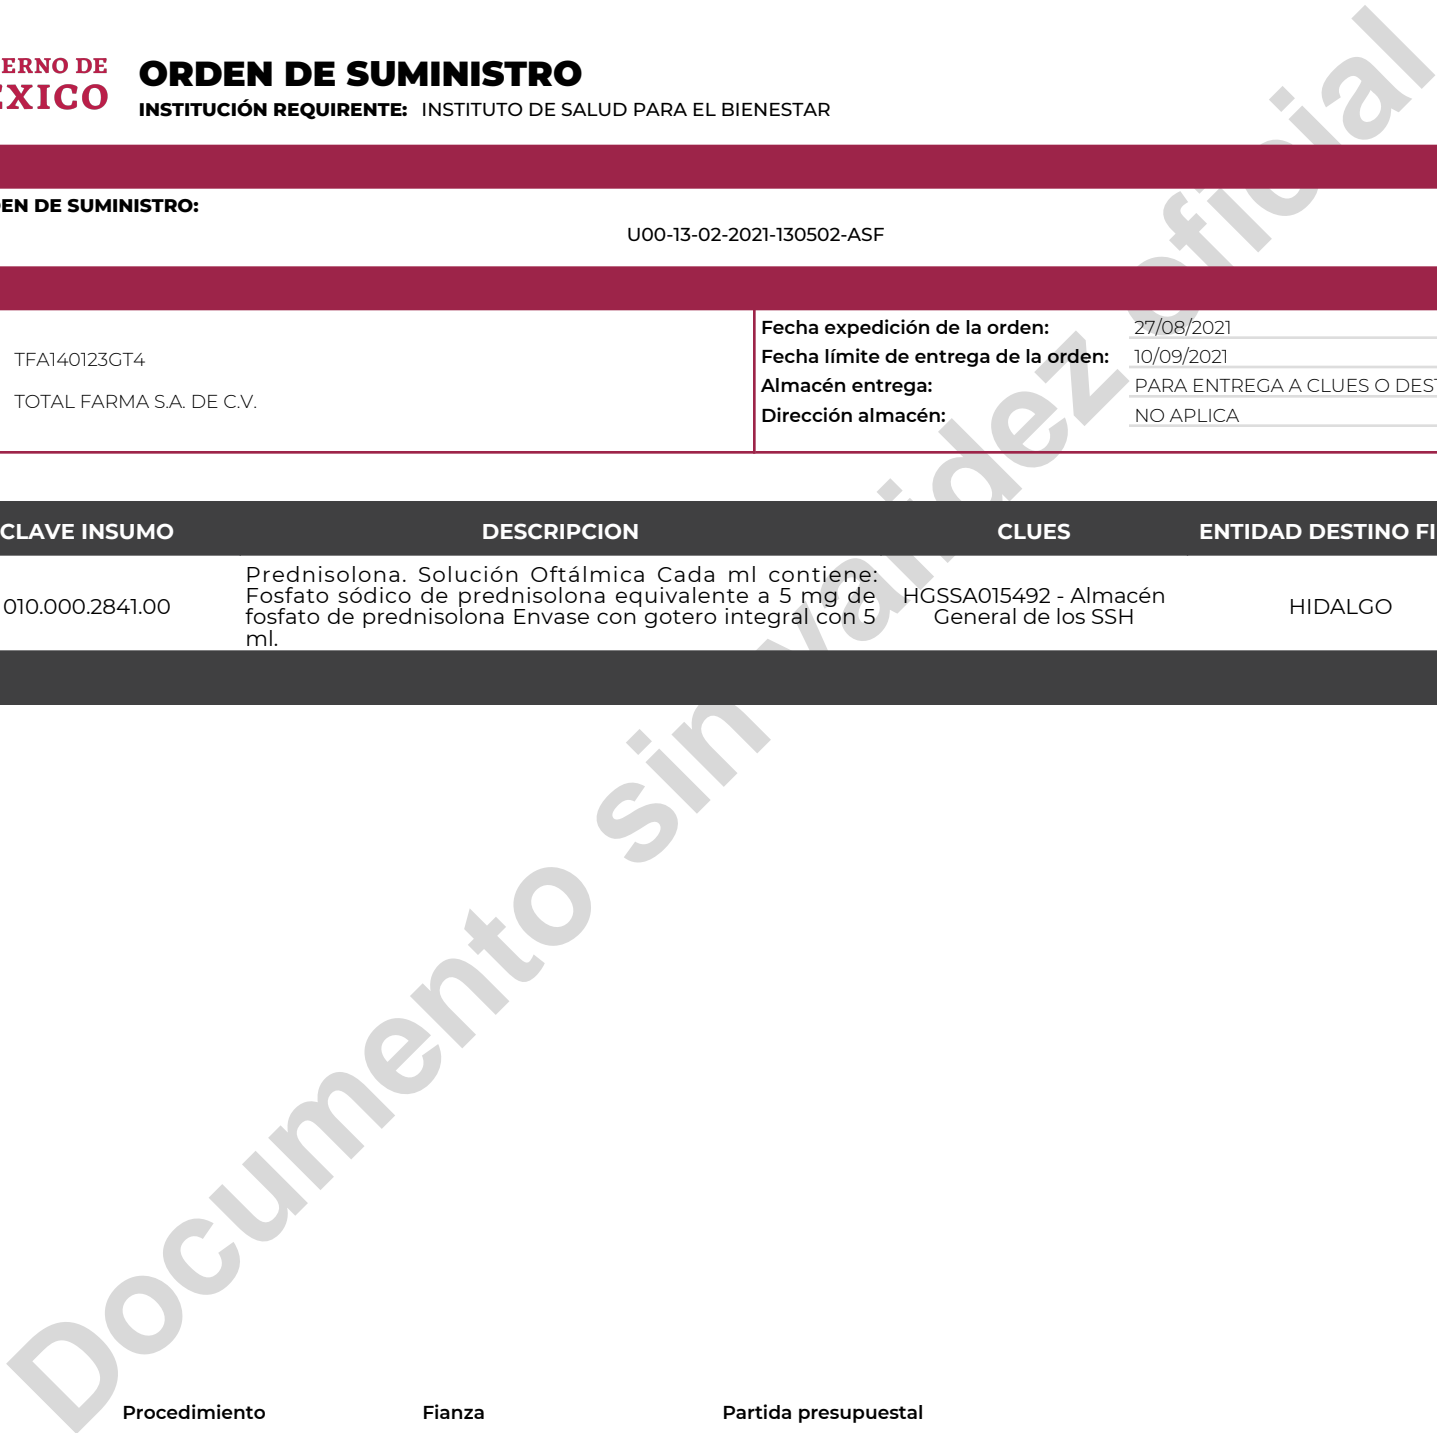 ERNO DE
EXICO
ORDEN DE SUMINISTRO
INSTITUCIÓN REQUIRENTE: INSTITUTO DE SALUD PARA EL BIENESTAR
EN DE SUMINISTRO:
U00-13-02-2021-130502-ASF
TFA140123GT4
TOTAL FARMA S.A. DE C.V.
Fecha expedición de la orden: 27/08/2021
Fecha límite de entrega de la orden: 10/09/2021
Almacén entrega: PARA ENTREGA A CLUES O DEST
Dirección almacén: NO APLICA
CLAVE INSUMO DESCRIPCION CLUES ENTIDAD DESTINO FI
010.000.2841.00
Prednisolona. Solución Oftálmica Cada ml contiene:
Fosfato sódico de prednisolona equivalente a 5 mg de
fosfato de prednisolona Envase con gotero integral con 5
ml.
HGSSA015492 - Almacén
General de los SSH
HIDALGO
Documento sin validez oficial
Procedimiento Fianza Partida presupuestal